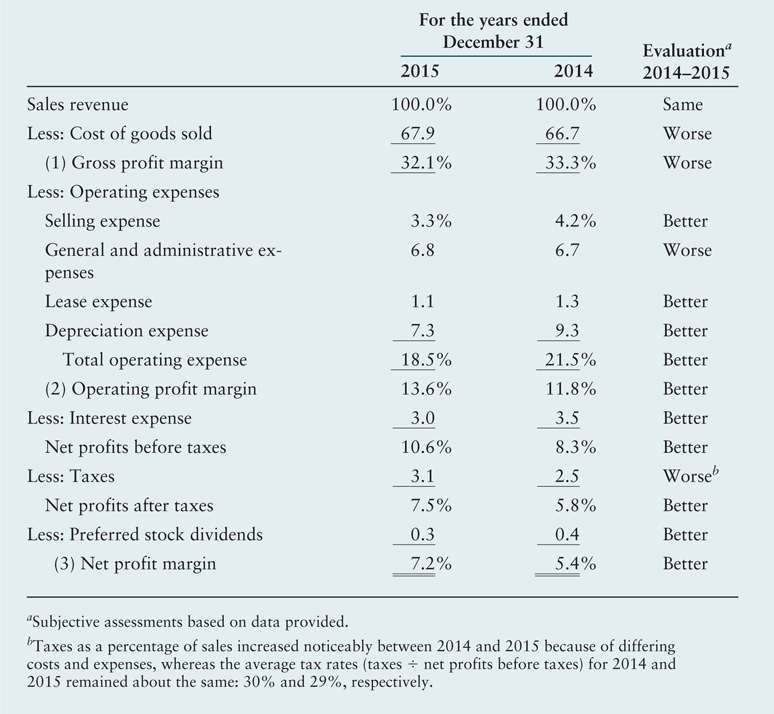 For the years ended
December 31
Evaluationᵃ
2015 2014 2014–2015
Sales revenue 100.0% 100.0% Same
Less: Cost of goods sold 67.9 66.7 Worse
(1) Gross profit margin 32.1% 33.3% Worse
Less: Operating expenses
Selling expense 3.3% 4.2% Better
General and administrative ex- 6.8 6.7 Worse
penses
Lease expense 1.1 1.3 Better
Depreciation expense 7.3 9.3 Better
Total operating expense 18.5% 21.5% Better
(2) Operating profit margin 13.6% 11.8% Better
Less: Interest expense 3.0 3.5 Better
Net profits before taxes 10.6% 8.3% Better
Less: Taxes 3.1 2.5 Worseᵇ
Net profits after taxes 7.5% 5.8% Better
Less: Preferred stock dividends 0.3 0.4 Better
(3) Net profit margin 7.2% 5.4% Better
ᵃSubjective assessments based on data provided.
ᵇTaxes as a percentage of sales increased noticeably between 2014 and 2015 because of differing
costs and expenses, whereas the average tax rates (taxes ÷ net profits before taxes) for 2014 and
2015 remained about the same: 30% and 29%, respectively.